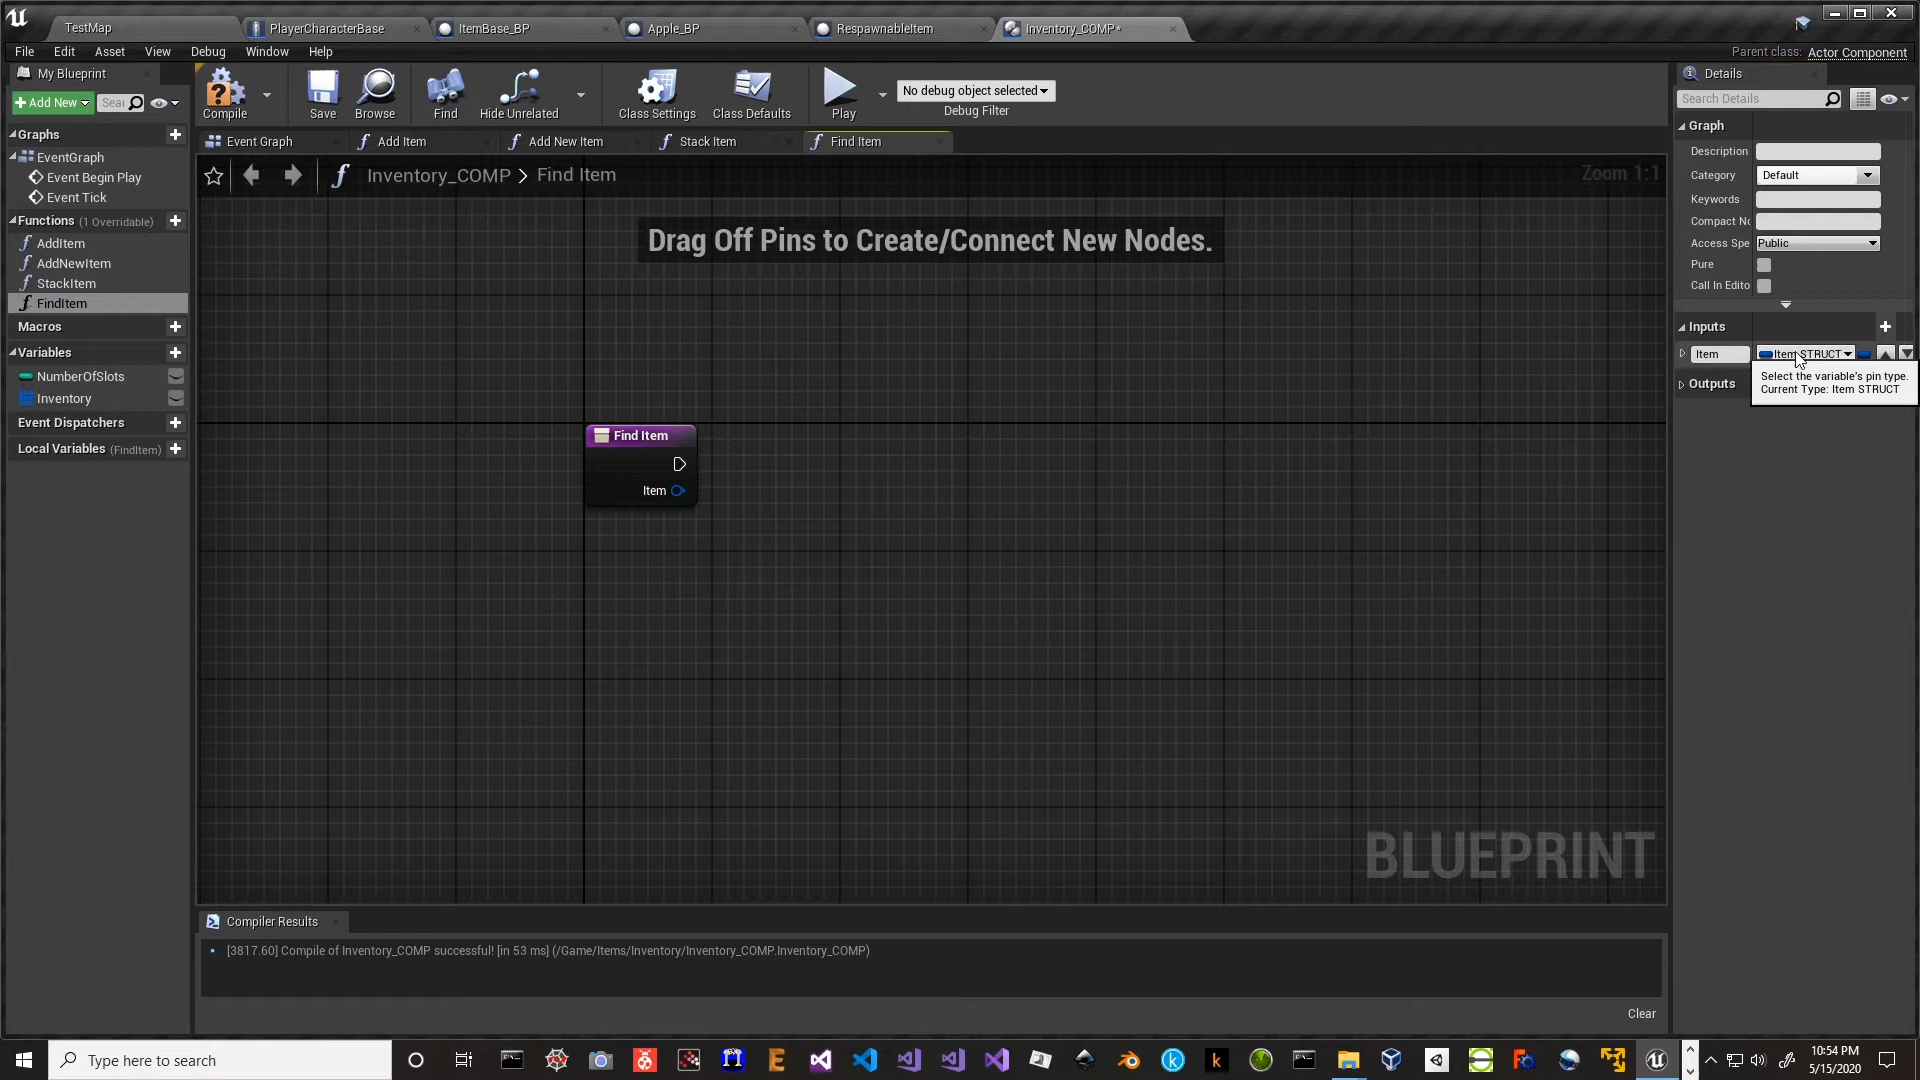 TestMap
PlayerCharacterBase
ItemBase_BP
Apple_BP
RespawnableItem
Inventory_COMP*
File Edit Asset View Debug Window Help
Parent class: Actor Component
My Blueprint
Add New
Sea
Compile
Save
Browse
Find
Hide Unrelated
Class Settings
Class Defaults
Play
No debug object selected
Debug Filter
Details
Search Details
Graphs
EventGraph
Event Begin Play
Event Tick
Functions (1 Overridable)
AddItem
AddNewItem
StackItem
FindItem
Macros
Variables
NumberOfSlots
Inventory
Event Dispatchers
Local Variables (FindItem)
Event Graph
Add Item
Add New Item
Stack Item
Find Item
Inventory_COMP > Find Item
Zoom 1:1
Drag Off Pins to Create/Connect New Nodes.
Find Item
Item
BLUEPRINT
Graph
Description
Category Default
Keywords
Compact No
Access Spe Public
Pure
Call In Edito
Inputs
Item
Item STRUCT
Select the variable's pin type.
Current Type: Item STRUCT
Outputs
Compiler Results
[3817.60] Compile of Inventory_COMP successful! [in 53 ms] (/Game/Items/Inventory/Inventory_COMP.Inventory_COMP)
Clear
Type here to search
10:54 PM
5/15/2020